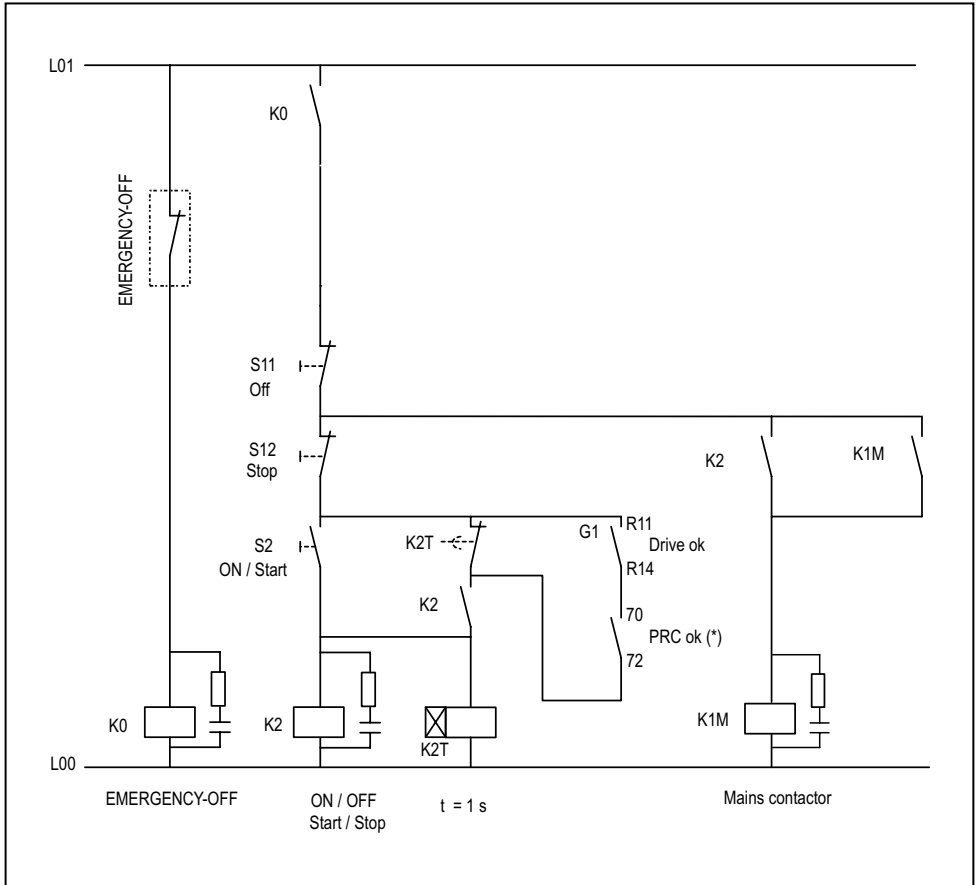 L01
K0
EMERGENCY-OFF
S11
Off
S12
Stop
K2
K1M
S2
ON / Start
K2T
G1
R11
Drive ok
R14
K2
70
PRC ok (*)
72
K0
K2
K2T
K1M
L00
EMERGENCY-OFF
ON / OFF
Start / Stop
t = 1 s
Mains contactor